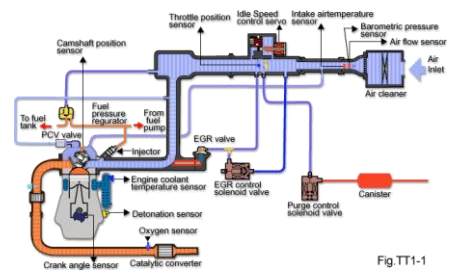 Throttle position
sensor
Idle Speed
control servo
Intake airtemperature
sensor
Barometric pressure
sensor
Air flow sensor
Camshaft position
sensor
Air
Inlet
Air cleaner
To fuel
tank
Fuel
pressure
regurator
From
fuel
pump
PCV valve
Injector
EGR valve
Engine coolant
temperature sensor
EGR control
solenoid valve
Canister
Purge control
solenoid valve
Detonation sensor
Oxygen sensor
Crank angle sensor
Catalytic converter
Fig.TT1-1